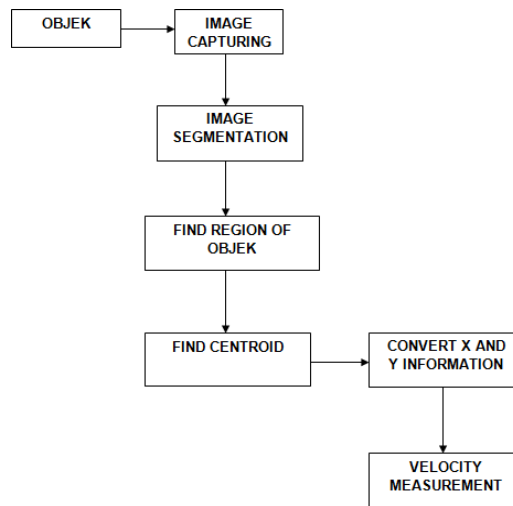 OBJEK
IMAGE
CAPTURING
IMAGE
SEGMENTATION
FIND REGION OF
OBJEK
FIND CENTROID
CONVERT X AND
Y INFORMATION
VELOCITY
MEASUREMENT